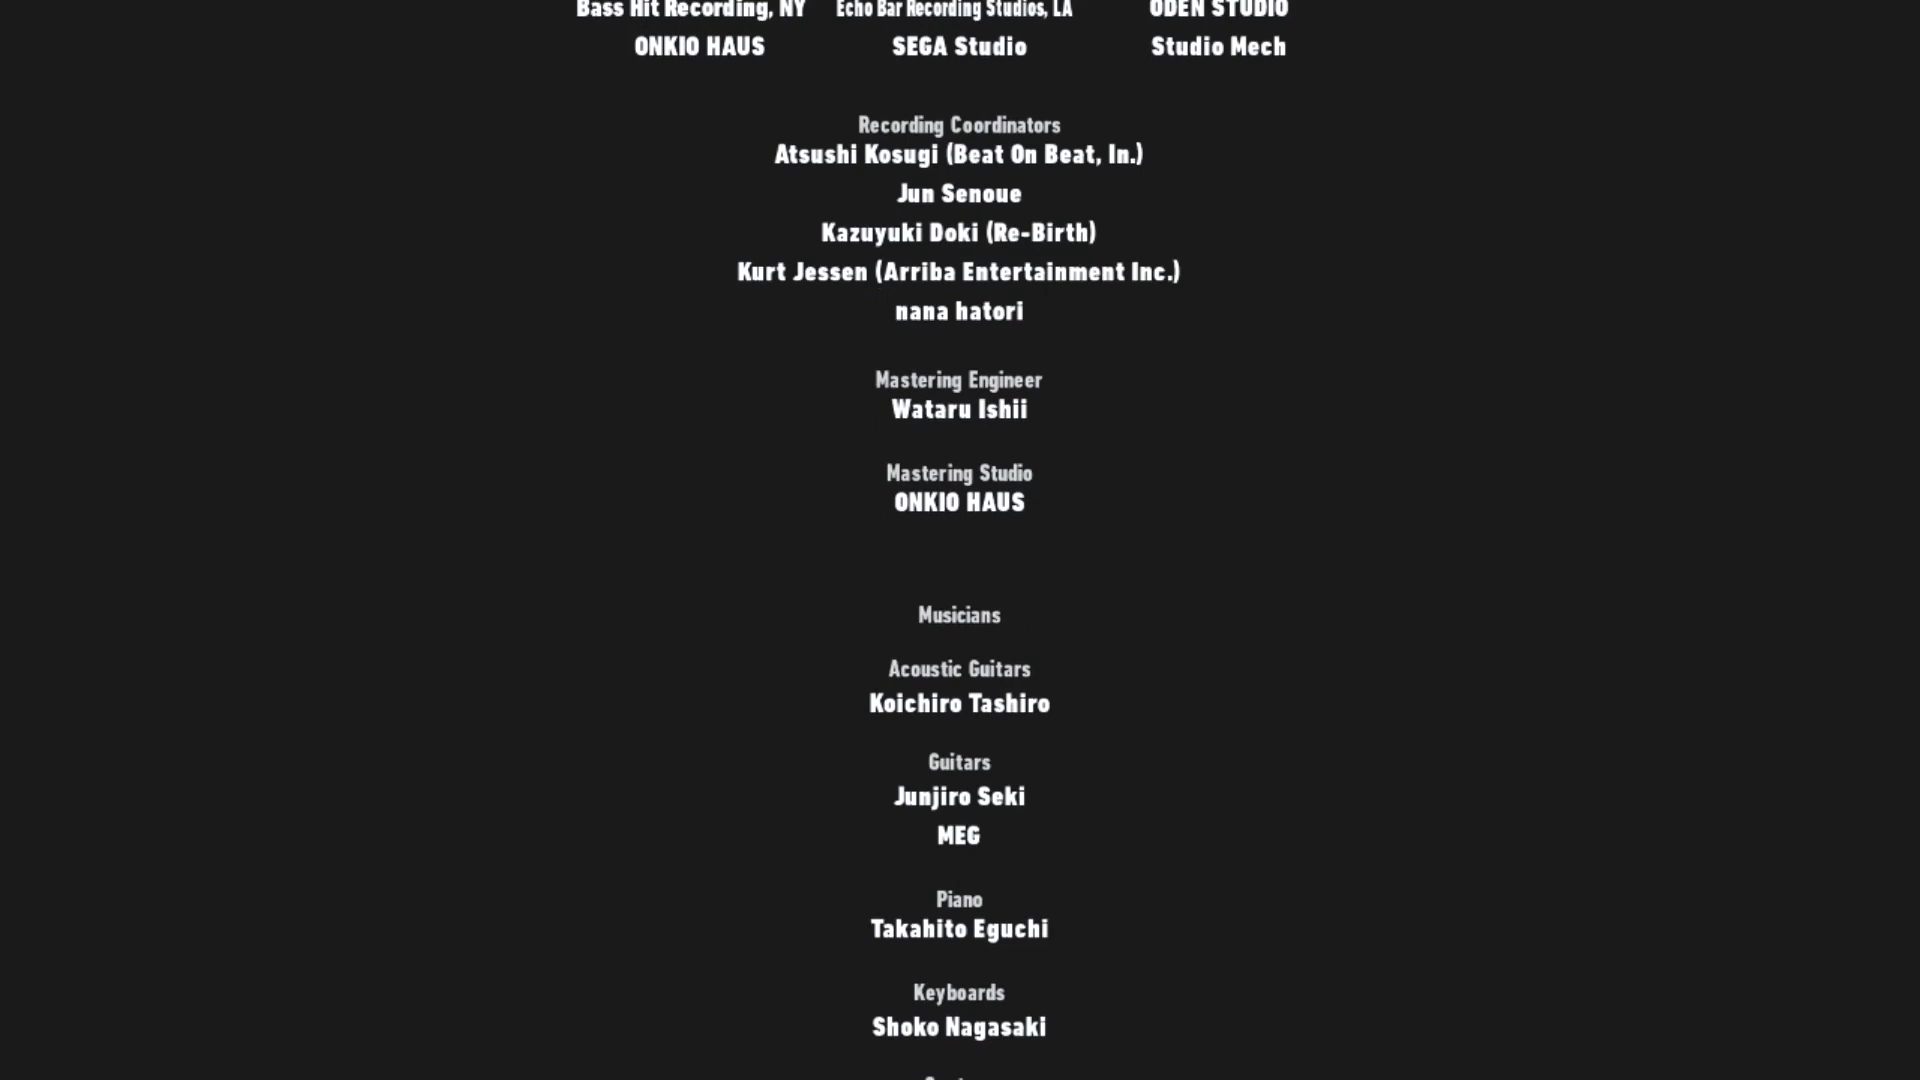 Bass Hit Recording, NY Echo Bar Recording Studios, LA ODEN STUDIO
ONKIO HAUS SEGA Studio Studio Mech
Recording Coordinators
Atsushi Kosugi (Beat On Beat, In.)
Jun Senoue
Kazuyuki Doki (Re-Birth)
Kurt Jessen (Arriba Entertainment Inc.)
nana hatori
Mastering Engineer
Wataru Ishii
Mastering Studio
ONKIO HAUS
Musicians
Acoustic Guitars
Koichiro Tashiro
Guitars
Junjiro Seki
MEG
Piano
Takahito Eguchi
Keyboards
Shoko Nagasaki